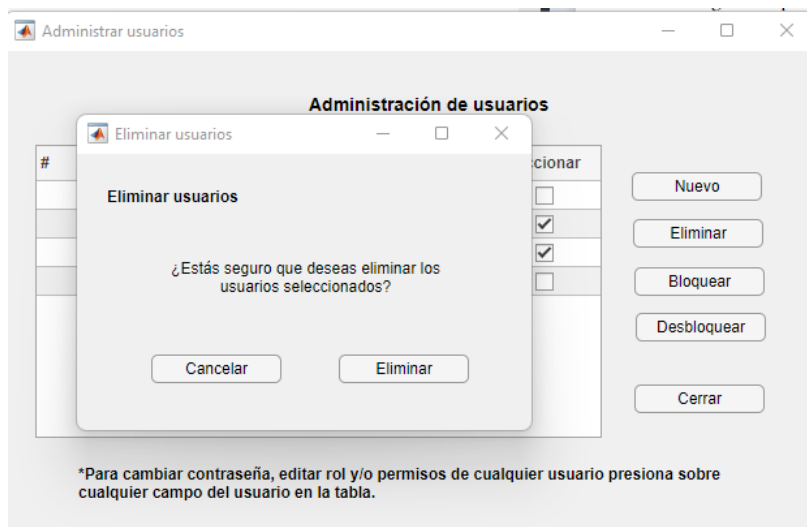 Administrar usuarios
Administración de usuarios
Eliminar usuarios
#
ccionar
Eliminar usuarios
¿Estás seguro que deseas eliminar los
usuarios seleccionados?
Cancelar
Eliminar
Nuevo
Eliminar
Bloquear
Desbloquear
Cerrar
*Para cambiar contraseña, editar rol y/o permisos de cualquier usuario presiona sobre
cualquier campo del usuario en la tabla.